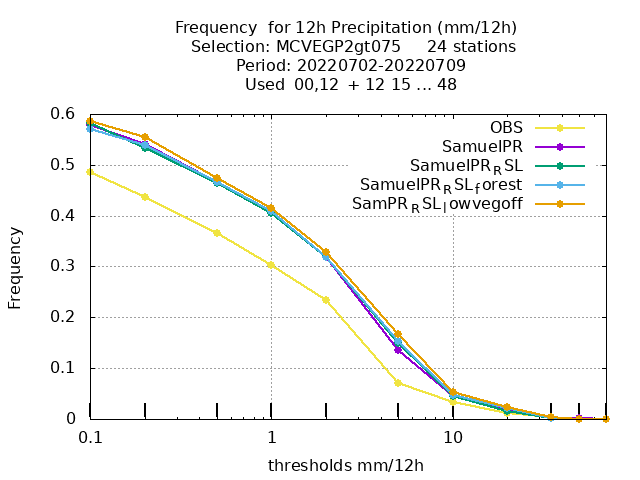 Frequency  for 12h Precipitation (mm/12h)
Selection: MCVEGP2gt075     24 stations
Period: 20220702-20220709
Used  00,12  + 12 15 ... 48
OBS
SamuelPR
SamuelPR_RSL
SamuelPR_RSL_forest
SamPR_RSL_lowvegoff
Frequency
0.6
0.5
0.4
0.3
0.2
0.1
0
0.1
1
10
thresholds mm/12h